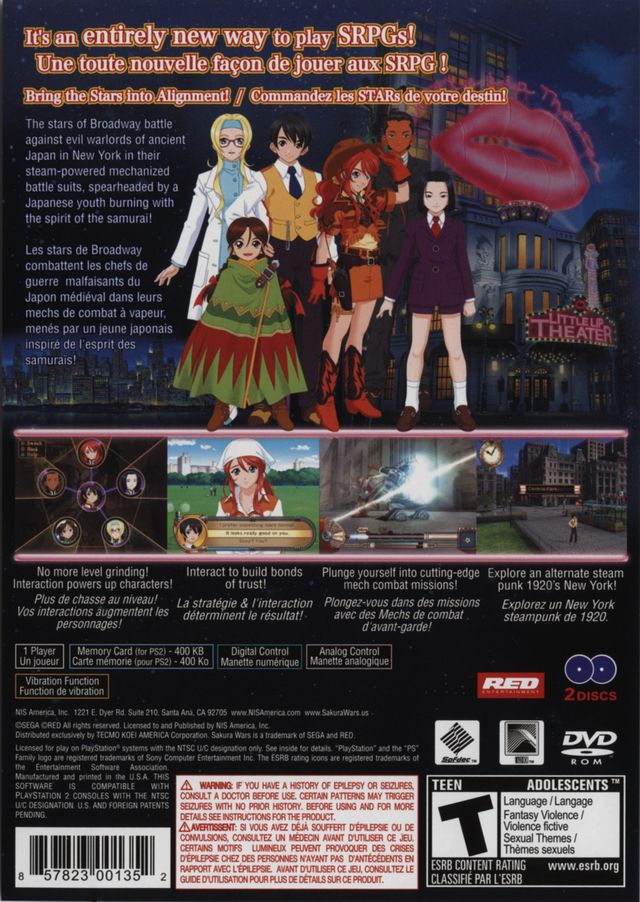 It's an entirely new way to play SRPGs!
Une toute nouvelle façon de jouer aux SRPG !
Bring the Stars into Alignment! / Commandez les STARs de votre destin!
The stars of Broadway battle
against evil warlords of ancient
Japan in New York in their
steam-powered mechanized
battle suits, spearheaded by a
Japanese youth burning with
the spirit of the samurai!
Les stars de Broadway
combattent les chefs de
guerre malfaisants du
Japon médiéval dans leurs
mechs de combat à vapeur,
menés par un jeune japonais
inspiré de l'esprit des
samuraï!
LITTLELIP
THEATER
It looks really good on you.
No more level grinding!
Interaction powers up characters!
Plus de chasse au niveau!
Vos interactions augmentent les
personnages!
Interact to build bonds
of trust!
La stratégie & l'interaction
déterminent le résultat!
Plunge yourself into cutting-edge
mech combat missions!
Plongez-vous dans des missions
avec des Mechs de combat
d'avant-garde!
Explore an alternate steam
punk 1920's New York!
Explorez un New York
steampunk de 1920.
1 Player
Un joueur
Memory Card (for PS2) - 400 KB
Carte mémoire (pour PS2) - 400 Ko
Digital Control
Manette numérique
Analog Control
Manette analogique
Vibration Function
Function de vibration
RED
ENTERTAINMENT
2 DISCS
NIS America, Inc. 1221 E. Dyer Rd. Suite 210, Santa Ana, CA 92705 www.NISAmerica.com www.SakuraWars.us
©SEGA ©RED All rights reserved. Licensed to and Published by NIS America, Inc.
Distributed exclusively by TECMO KOEI AMERICA Corporation. Sakura Wars is a trademark of SEGA and RED.
Licensed for play on PlayStation® systems with the NTSC U/C designation only. See inside for details. "PlayStation" and the "PS"
Family logo are registered trademarks of Sony Computer Entertainment Inc. The ESRB rating icons are registered trademarks of
the Entertainment Software Association.
Manufactured and printed in the U.S.A. THIS
SOFTWARE IS COMPATIBLE WITH
PLAYSTATION 2 CONSOLES WITH THE NTSC
U/C DESIGNATION. U.S. AND FOREIGN PATENTS
PENDING.
Sofdec
DVD
ROM
WARNING: IF YOU HAVE A HISTORY OF EPILEPSY OR SEIZURES,
CONSULT A DOCTOR BEFORE USE. CERTAIN PATTERNS MAY TRIGGER
SEIZURES WITH NO PRIOR HISTORY. BEFORE USING AND FOR MORE
DETAILS SEE INSTRUCTIONS FOR THE PRODUCT.
AVERTISSEMENT: SI VOUS AVEZ DÉJÀ SOUFFERT D'ÉPILEPSIE OU DE
CONVULSIONS, CONSULTEZ UN MÉDECIN AVANT D'UTILISER CE JEU.
CERTAINS MOTIFS LUMINEUX PEUVENT PROVOQUER DES CRISES
D'ÉPILEPSIE CHEZ DES PERSONNES N'AYANT PAS D'ANTÉCÉDENTS EN
RAPPORT AVEC L'ÉPILEPSIE. AVANT D'UTILISER CE JEU, CONSULTEZ LE
GUIDE D'UTILISATION POUR PLUS DE DÉTAILS SUR CE PRODUIT.
8 57823 00135 2
TEEN ADOLESCENTS
T
Language / Langage
Fantasy Violence /
Violence fictive
Sexual Themes /
Thèmes sexuels
ESRB CONTENT RATING www.esrb.org
CLASSIFIÉ PAR L'ESRB